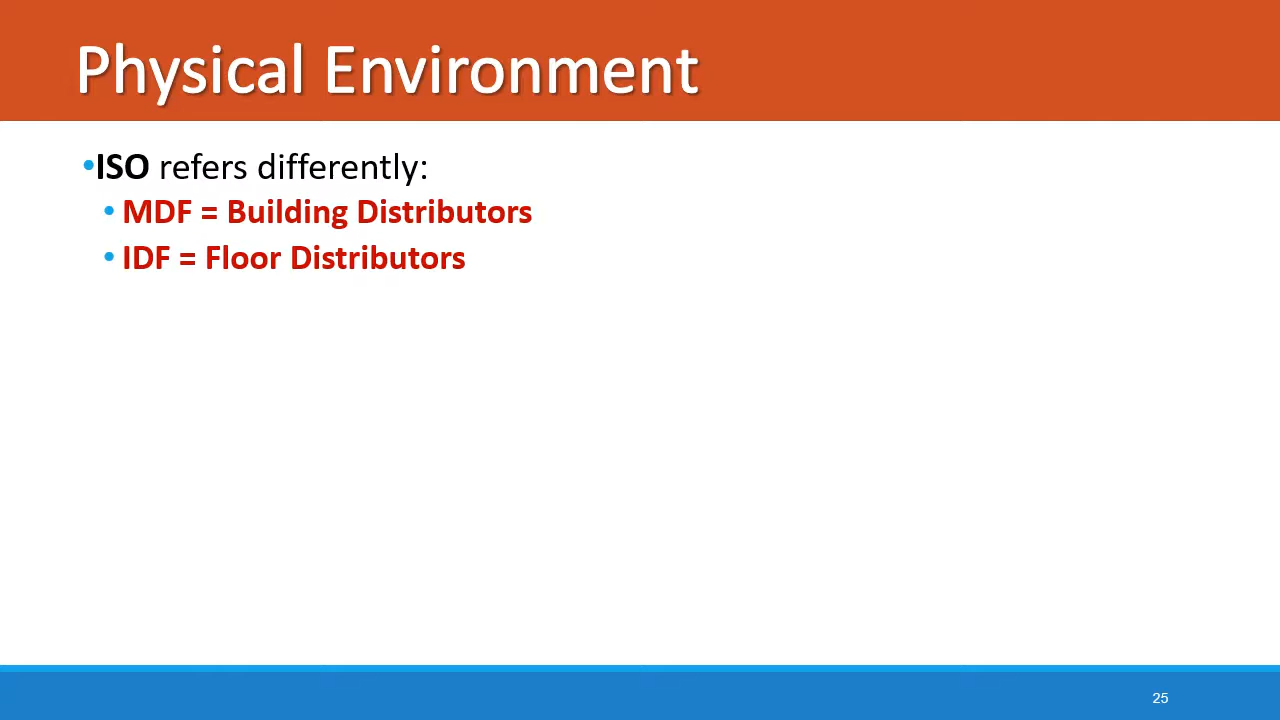 Physical Environment
•ISO refers differently:
• MDF = Building Distributors
• IDF = Floor Distributors
25